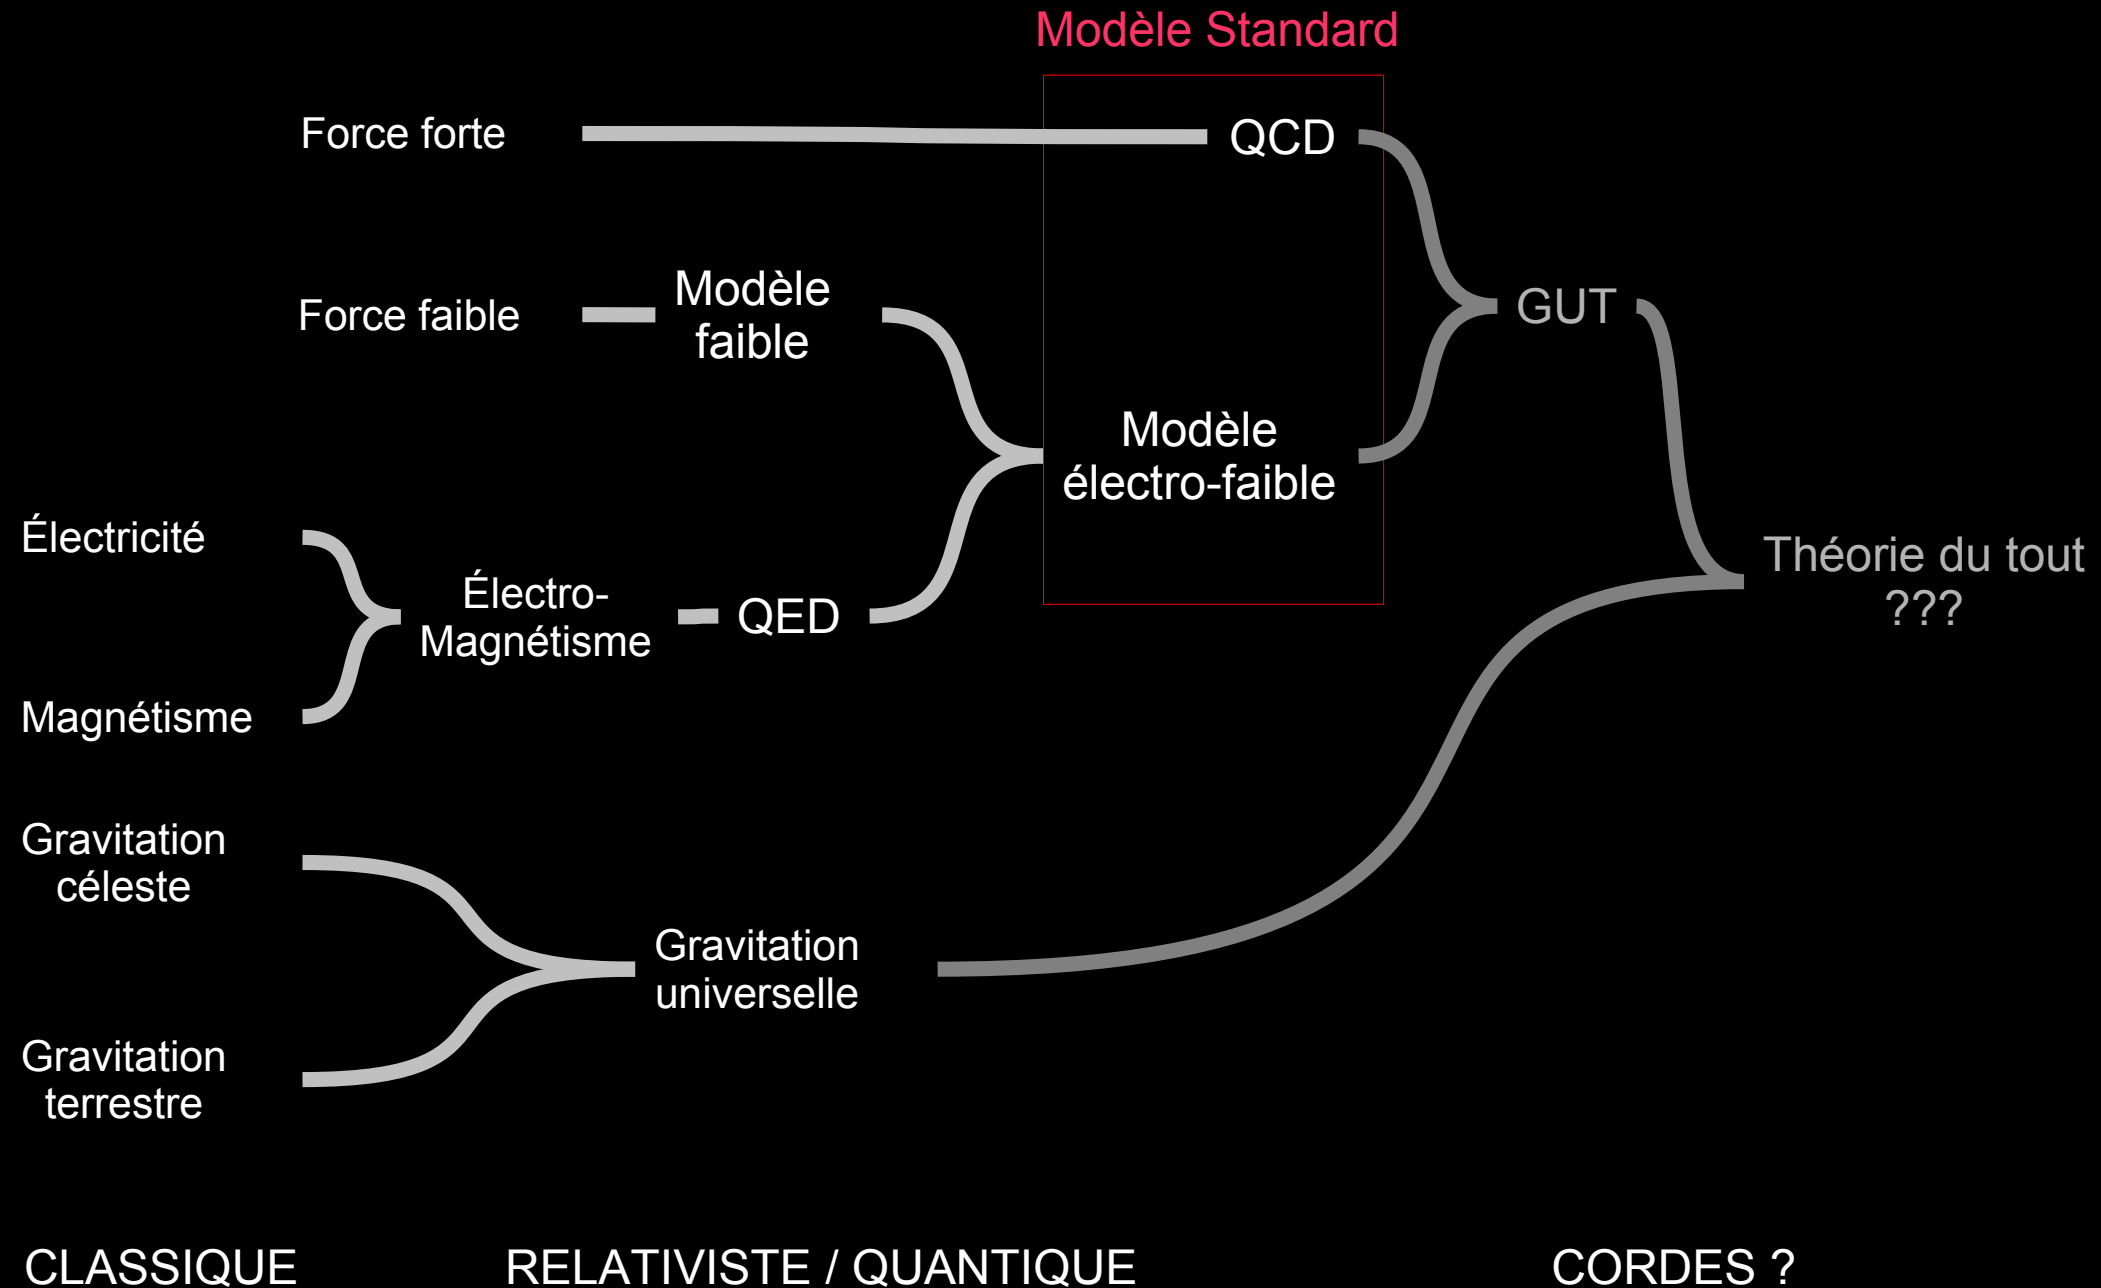 Modèle Standard
Force forte
QCD
Force faible
Modèle
faible
GUT
Modèle
électro-faible
Électricité
Électro-
Magnétisme
QED
Théorie du tout
???
Magnétisme
Gravitation
céleste
Gravitation
universelle
Gravitation
terrestre
CLASSIQUE
RELATIVISTE / QUANTIQUE
CORDES ?